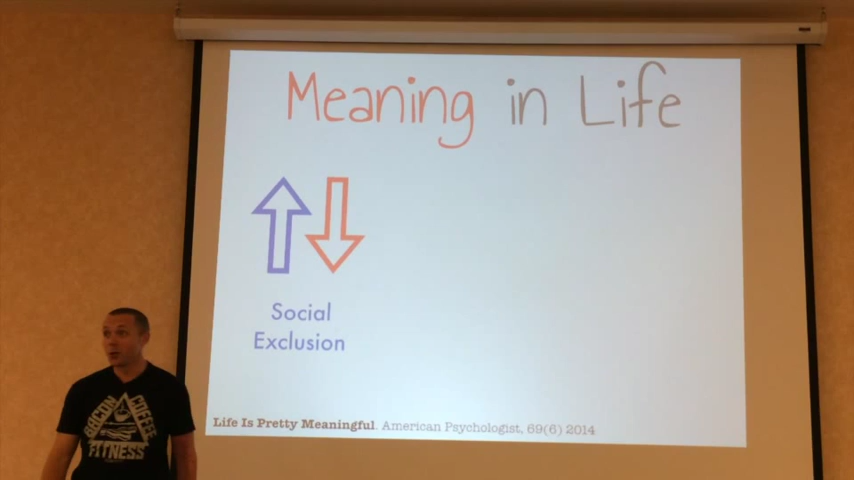 Meaning in Life
Social
Exclusion
Life Is Pretty Meaningful. American Psychologist, 69(6) 2014
BACON
COFFEE
FITNESS